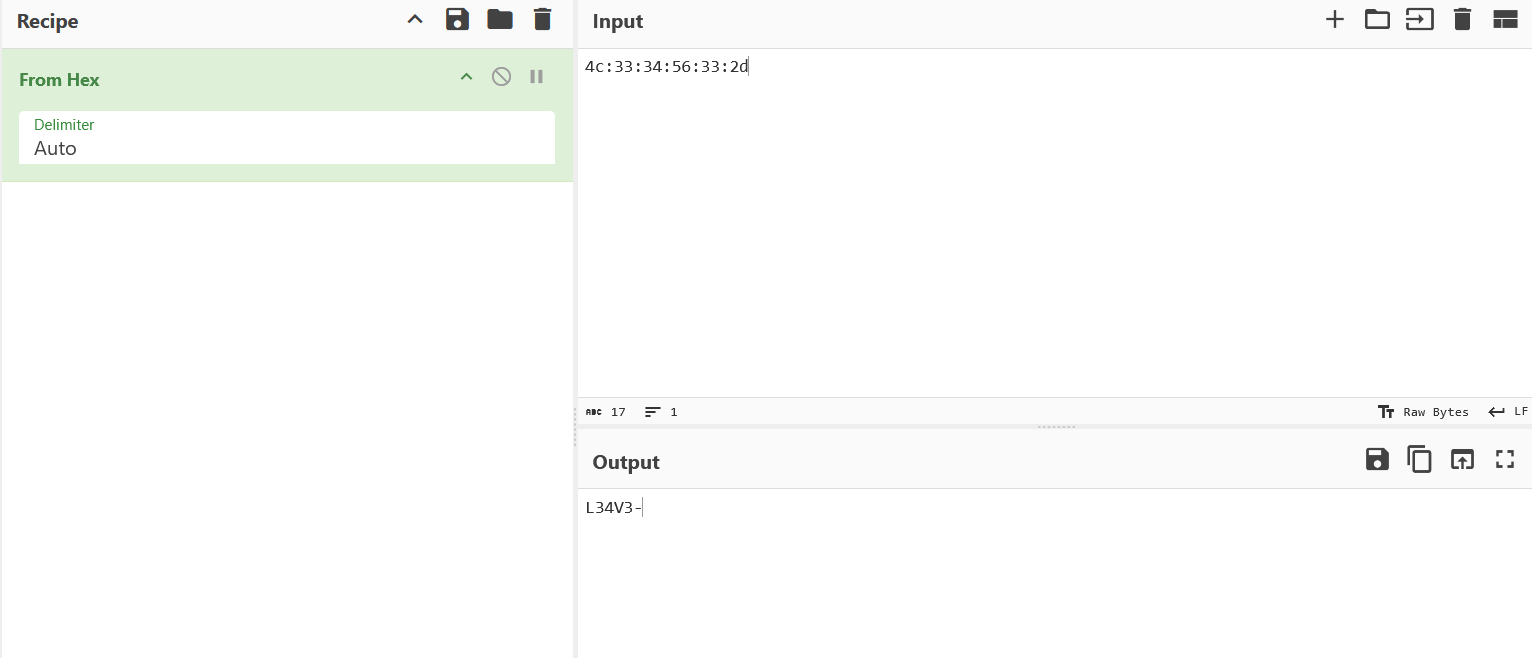 Recipe
From Hex
Delimiter
Auto
Input
4c:33:34:56:33:2d
ABC 17 1
Raw Bytes LF
Output
L34V3-